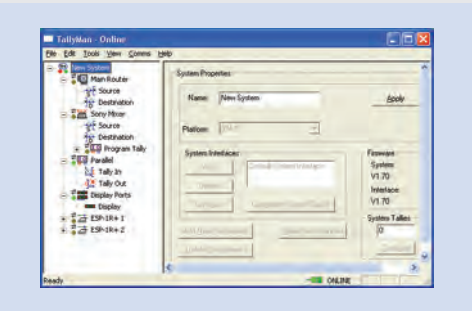 TallyMan - Online
File Edit Tools View Comms Help
New System
Main Router
Source
Destination
Sony Mixer
Source
Destination
Program Tally
Parallel
Tally In
Tally Out
Display Ports
Display
ESP-1R+ 1
ESP-1R+ 2
System Properties
Name: New System
Apply
Platform:
System Interfaces
Firmware
System:
V1.70
Interface:
V1.70
System Tallies
0
Ready
ONLINE